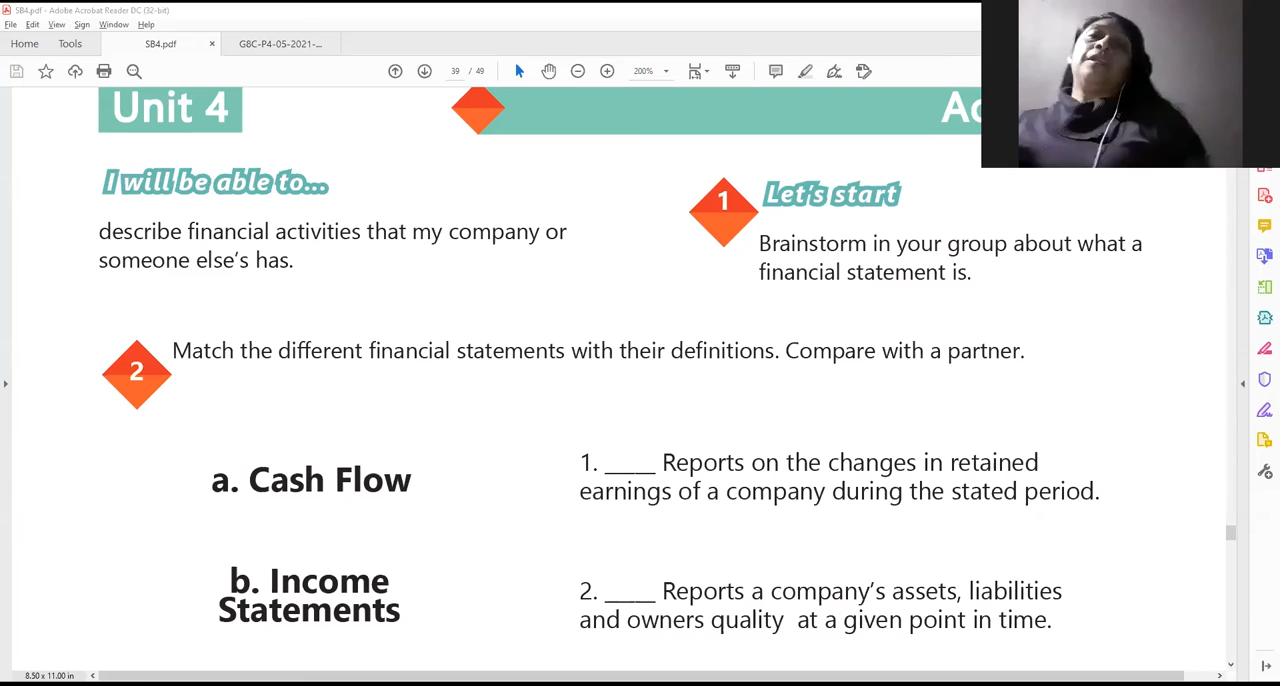 SB4.pdf - Adobe Acrobat Reader DC (32-bit)
File Edit View Sign Window Help
Home Tools SB4.pdf × G8C-P4-05-2021-...
39 / 49 200%
Unit 4
I will be able to...
describe financial activities that my company or
someone else's has.
1 Let's start
Brainstorm in your group about what a
financial statement is.
2 Match the different financial statements with their definitions. Compare with a partner.
a. Cash Flow
1. ____ Reports on the changes in retained
earnings of a company during the stated period.
b. Income
Statements
2. ____ Reports a company's assets, liabilities
and owners quality at a given point in time.
8.50 x 11.00 in